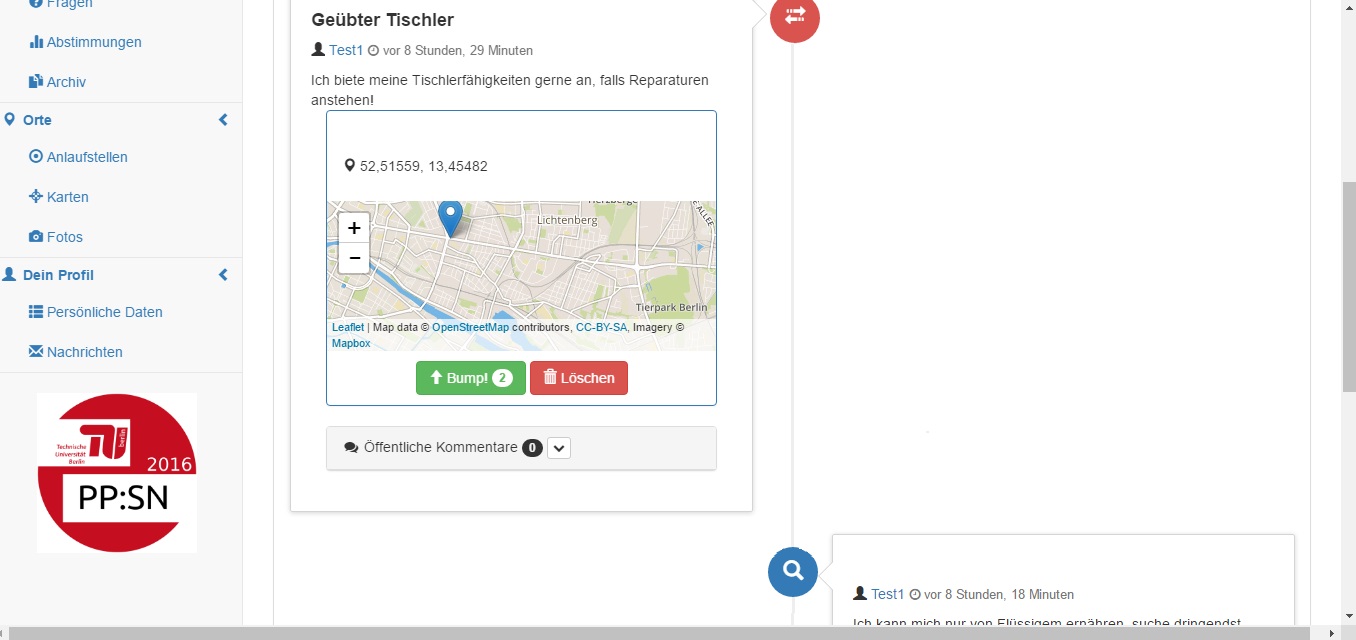 Fragen
Abstimmungen
Archiv
Orte
Anlaufstellen
Karten
Fotos
Dein Profil
Persönliche Daten
Nachrichten
Technische
Universität
Berlin
berlin
2016
PP:SN
Geübter Tischler
Test1 vor 8 Stunden, 29 Minuten
Ich biete meine Tischlerfähigkeiten gerne an, falls Reparaturen
anstehen!
52,51559, 13,45482
+
−
Herzberge
ALLEE
Lichtenberg
Tierpark Berlin
Leaflet | Map data © OpenStreetMap contributors, CC-BY-SA, Imagery ©
Mapbox
Bump! 2
Löschen
Öffentliche Kommentare 0
Test1 vor 8 Stunden, 18 Minuten
Ich kann mich nur von Flüssigem ernähren, suche dringendst